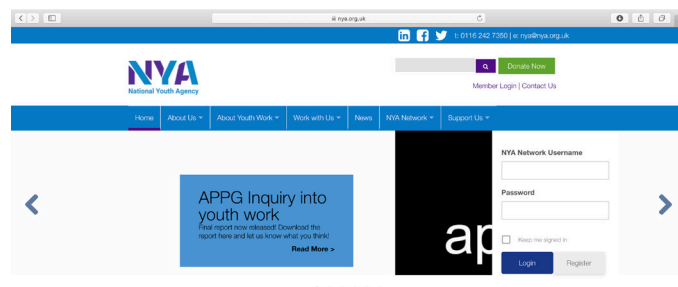 nya.org.uk
in f t: 0116 242 7350 | e: nya@nya.org.uk
NYA
National Youth Agency
Donate Now
Member Login | Contact Us
Home About Us About Youth Work Work with Us News NYA Network Support Us
NYA Network Username
APPG Inquiry into
youth work
Final report now released! Download the
report here and let us know what you think!
Read More >
ap
Password
Keep me signed in
Login Register